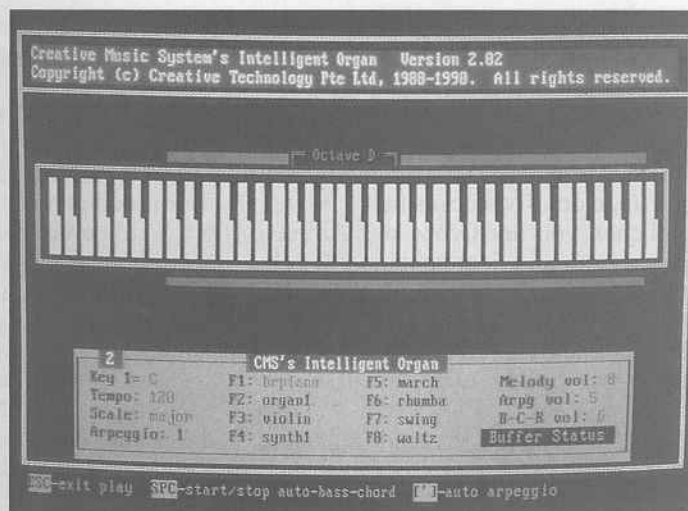 Creative Music System's Intelligent Organ Version 2.02
Copyright (c) Creative Technology Pte Ltd, 1988-1990. All rights reserved.
Octave D
2
CMS's Intelligent Organ
Key 1= C F1: hrpiano F5: march Melody vol: 8
Tempo: 120 F2: organ1 F6: rhumba Arpg vol: 5
Scale: major F3: violin F7: swing B-C-R vol: 6
Arpeggio: 1 F4: synth1 F8: waltz Buffer Status
ESC-exit play SPC-start/stop auto-bass-chord -auto arpeggio